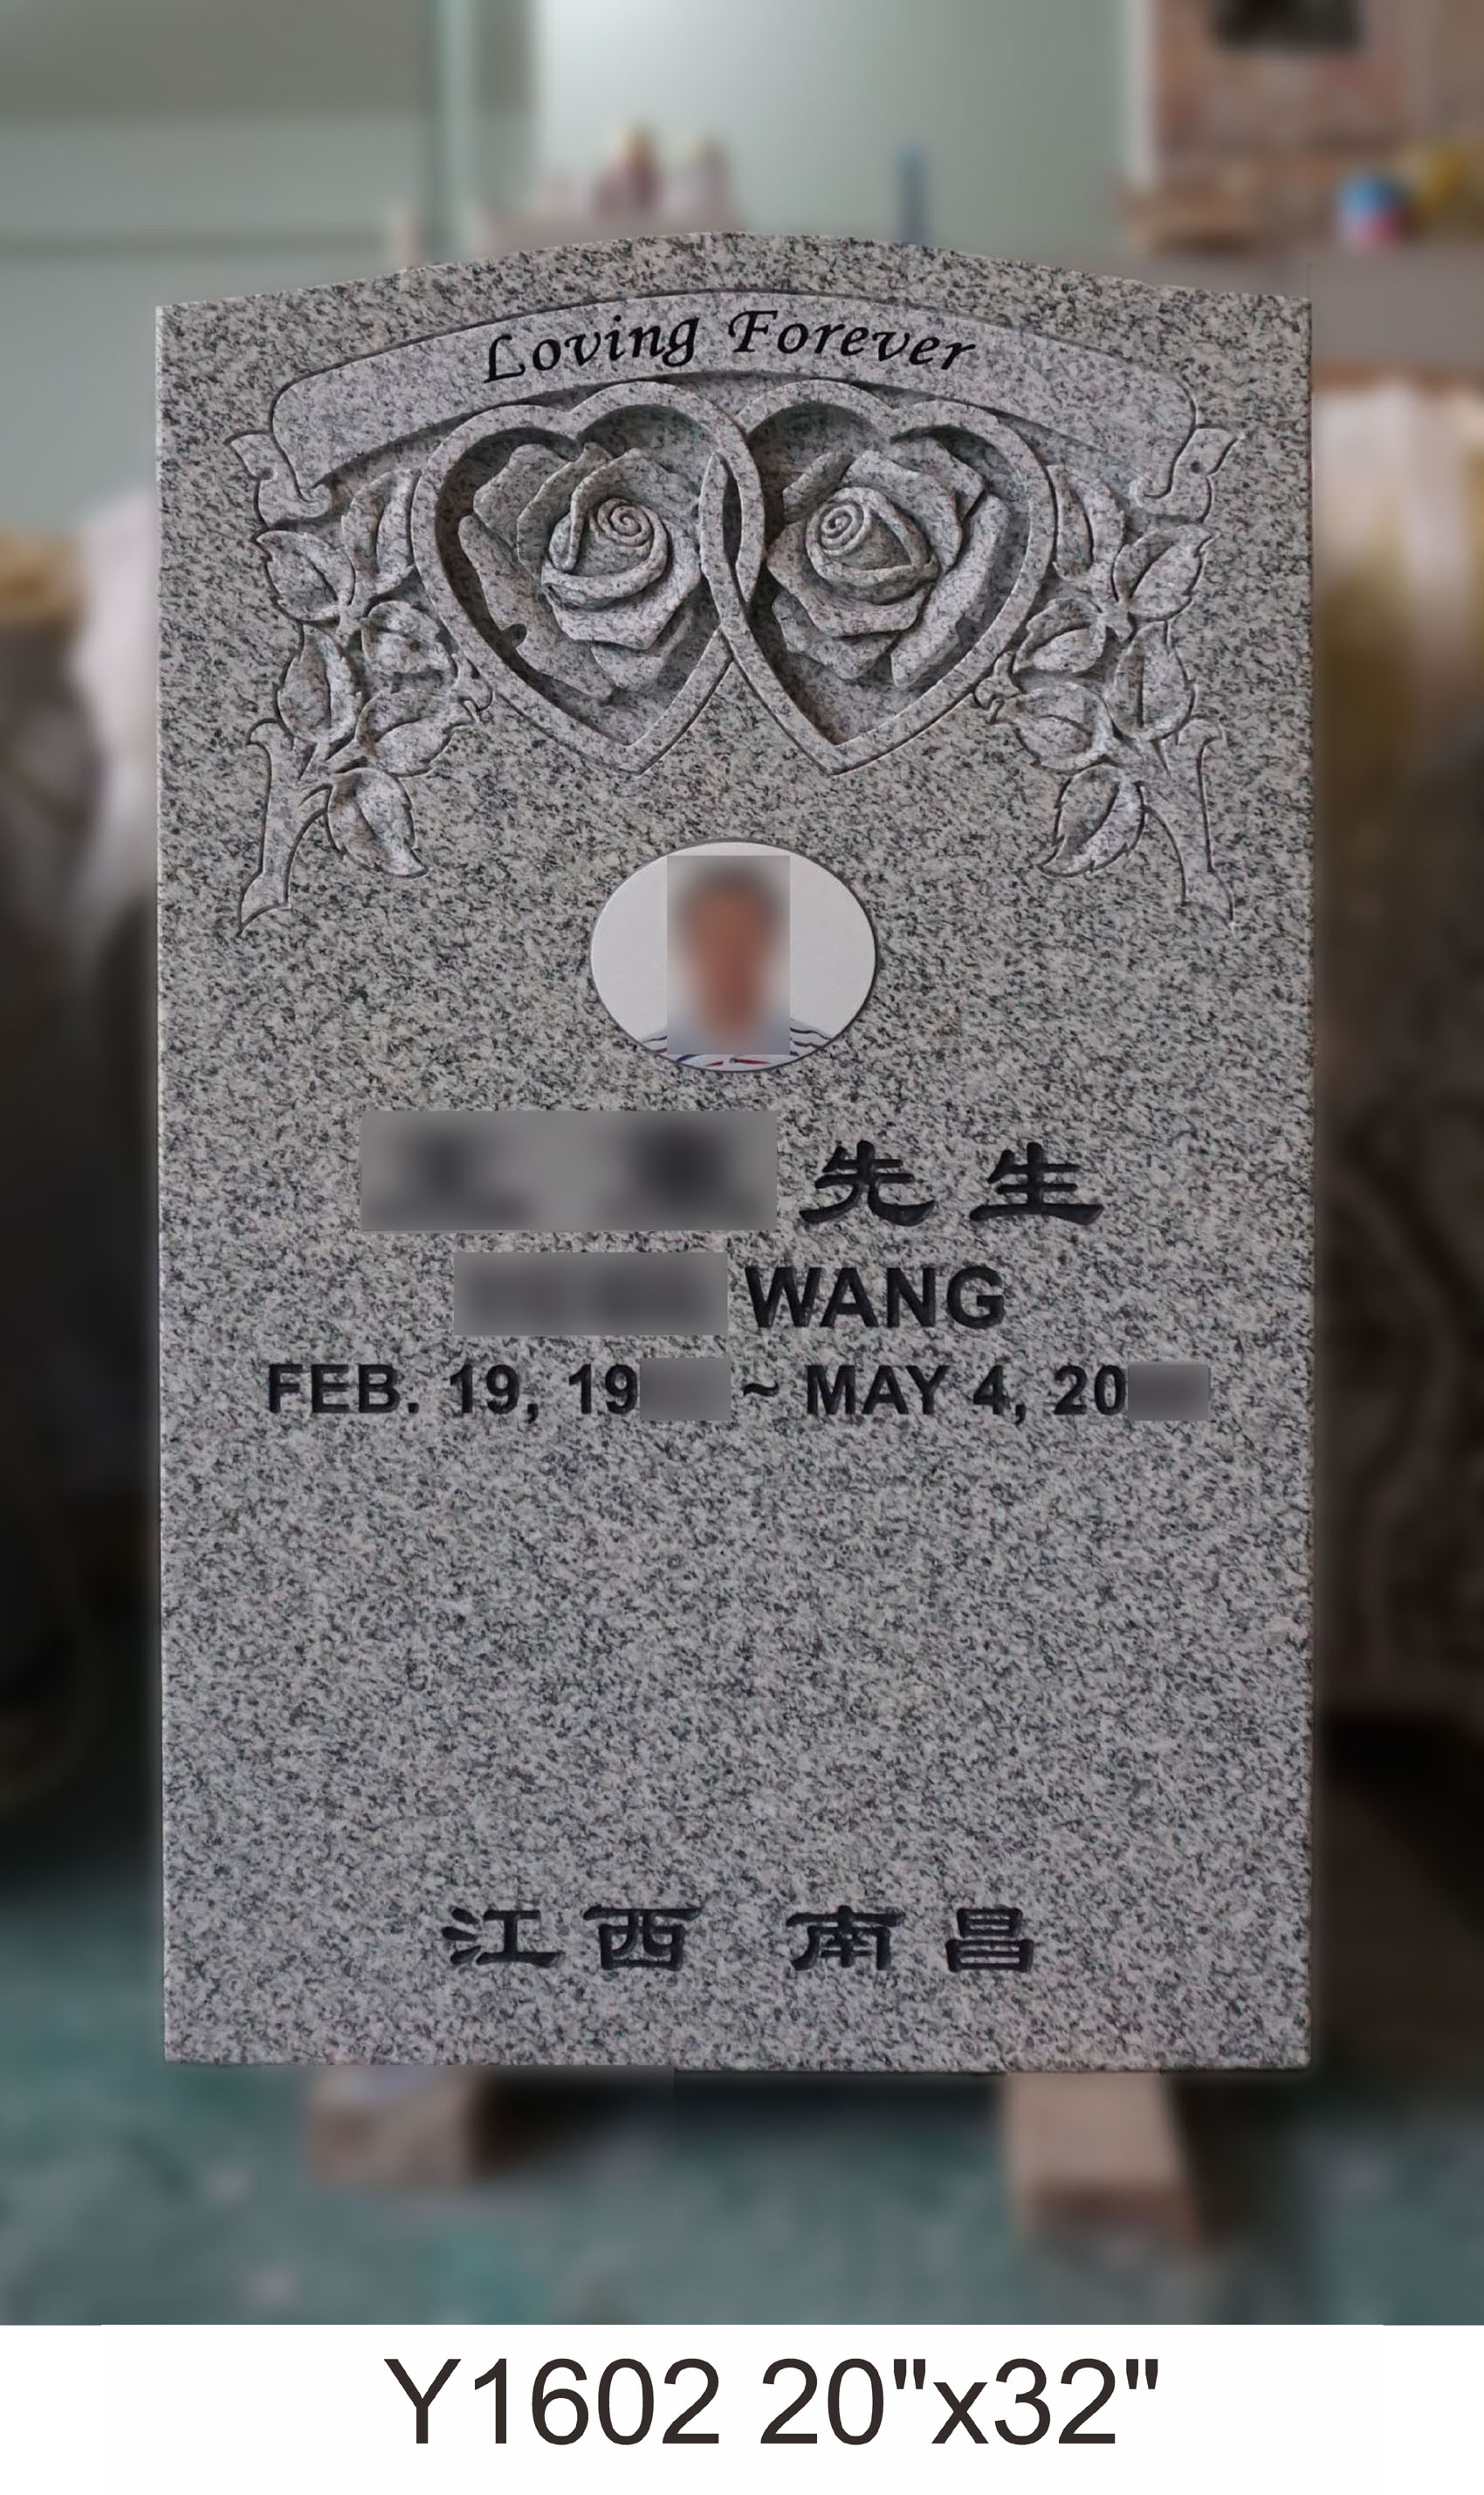 Loving Forever
先生
WANG
FEB. 19, 19 ~ MAY 4, 20
江西 南昌
Y1602 20"x32"